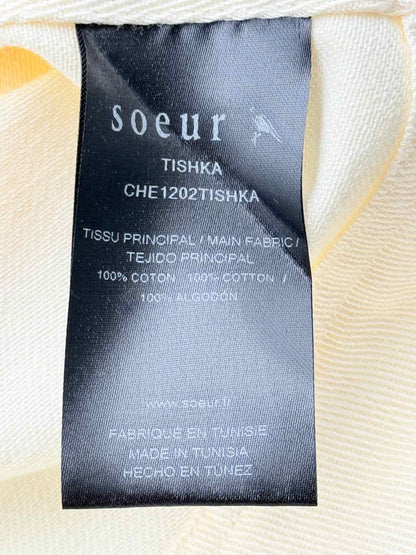 soeur
TISHKA
CHE1202TISHKA
TISSU PRINCIPAL / MAIN FABRIC /
TEJIDO PRINCIPAL
100% COTON 100% COTTON /
100% ALGODÓN
www.soeur.fr
FABRIQUÉ EN TUNISIE
MADE IN TUNISIA
HECHO EN TÚNEZ